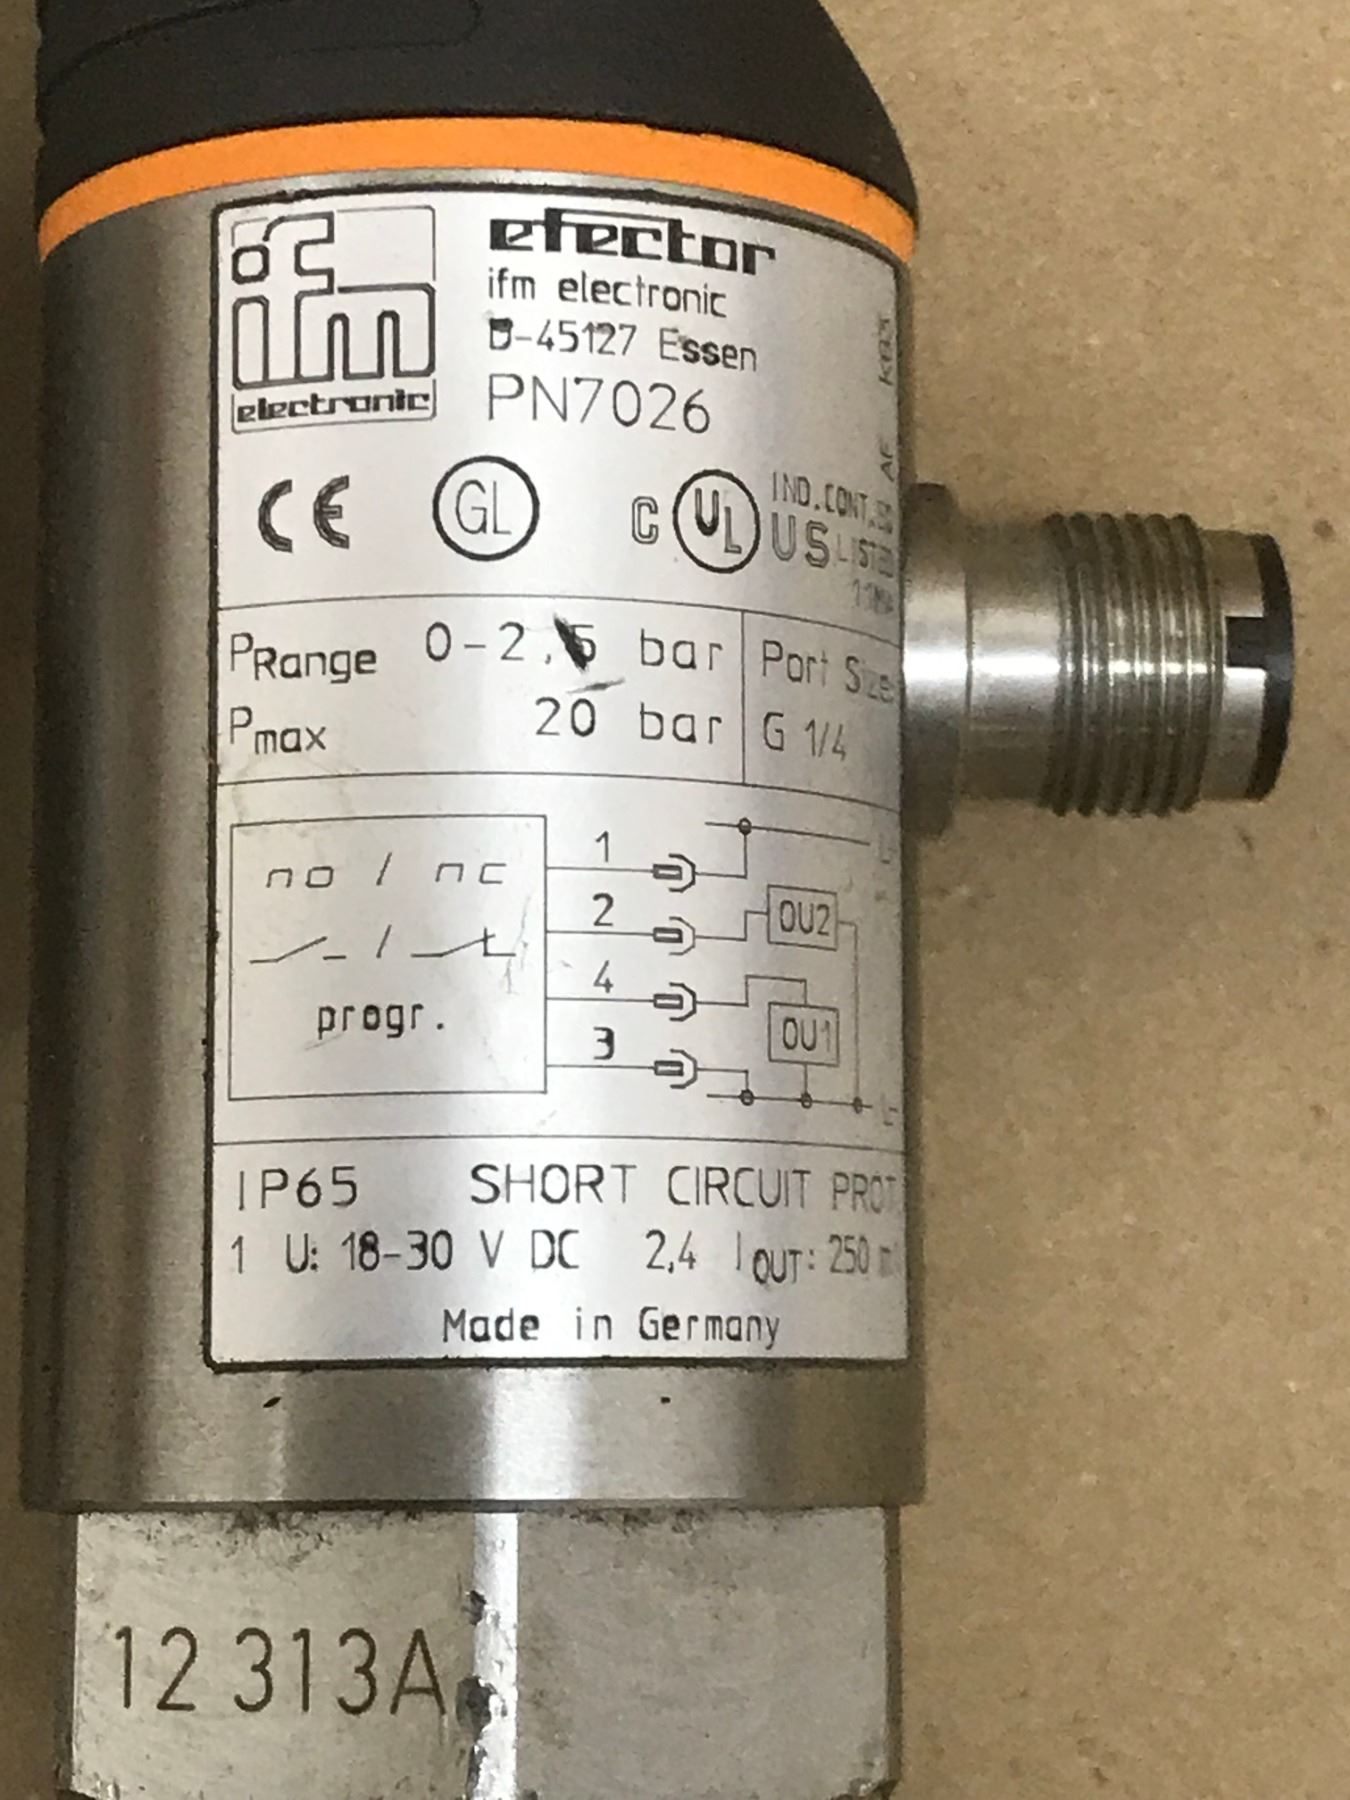 ifm
electronic
efector
ifm electronic
D-45127 Essen
PN7026
CE
GL
C UL US
IND.CONT.EQ
LISTED
AE K03
PRange 0-2,5 bar
Pmax 20 bar
Port Size
G 1/4
no / nc
progr.
1
2
4
3
OU2
OU1
L-
IP65 SHORT CIRCUIT PROT
1 U: 18-30 V DC 2,4 IOUT: 250
Made in Germany
12 313A